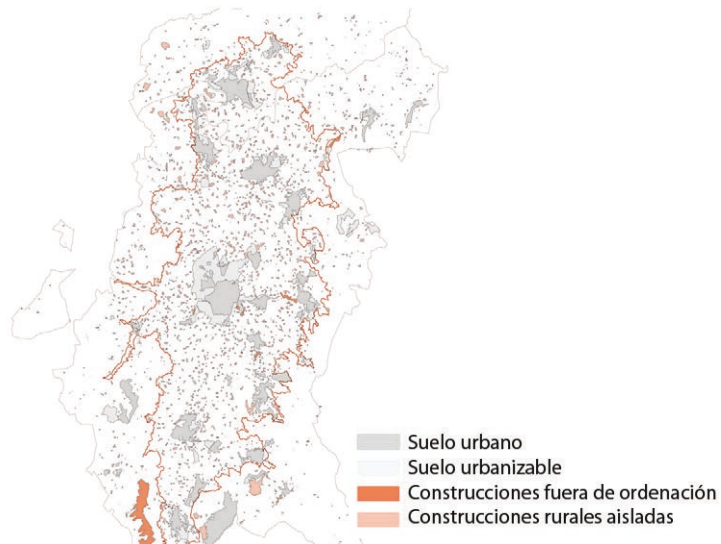 Suelo urbano
Suelo urbanizable
Construcciones fuera de ordenación
Construcciones rurales aisladas